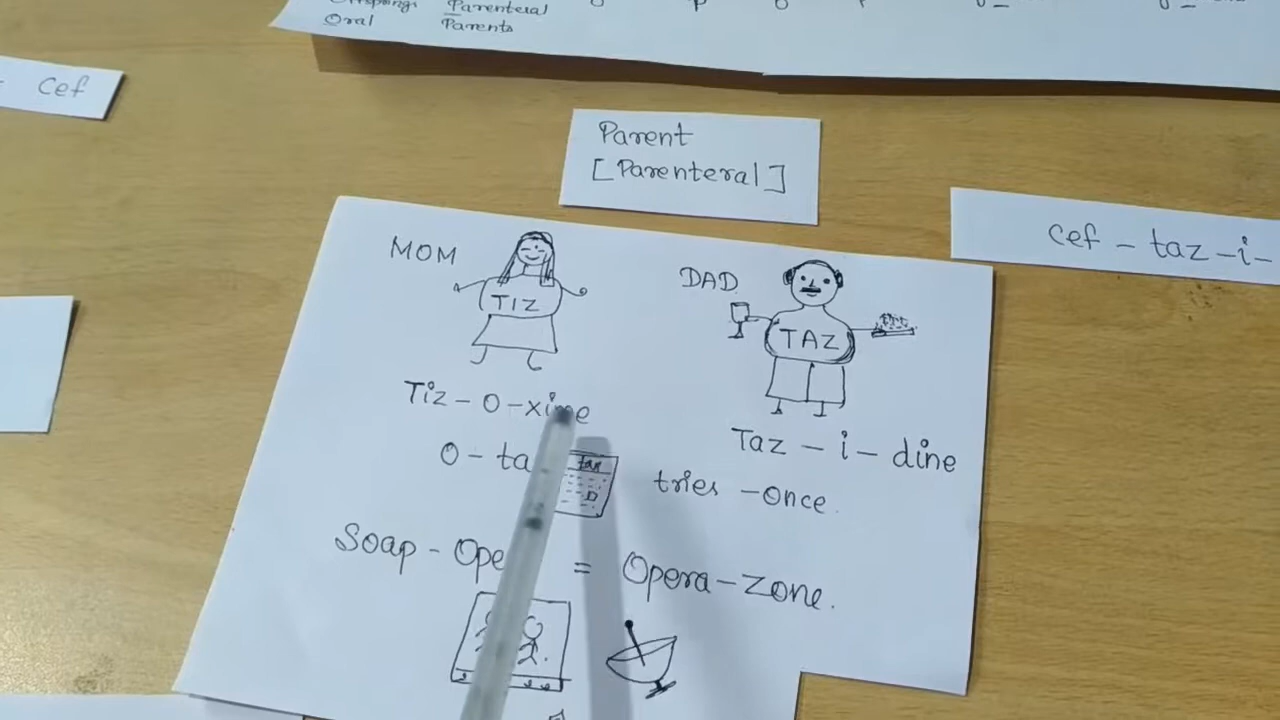 Oral
Parenteral
Parents
Cef
Parent
[Parenteral]
Cef - taz - i -
MOM
TIZ
DAD
TAZ
Tiz - O - xime
Taz - i - dine
O - ta
tax
tries - once.
Soap - Ope
= Opera - Zone.